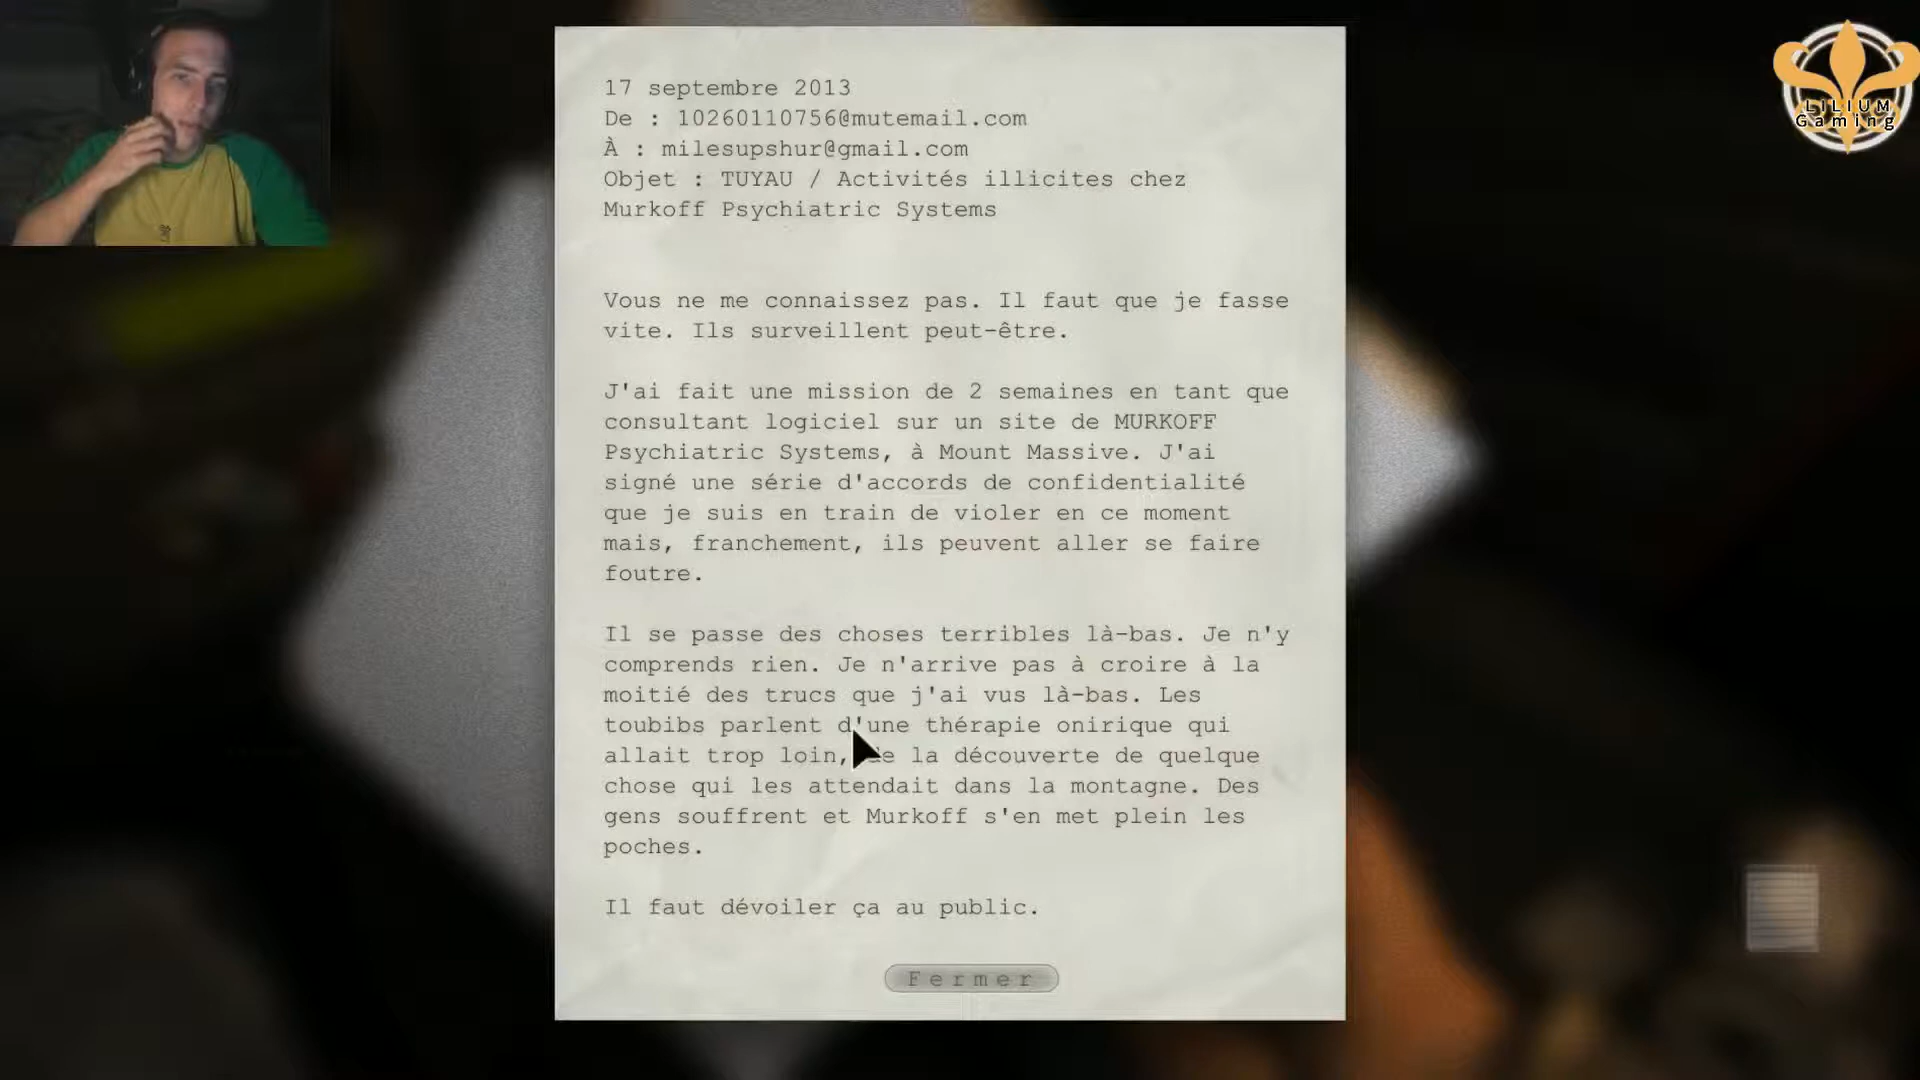 17 septembre 2013
De : 10260110756@mutemail.com
À : milesupshur@gmail.com
Objet : TUYAU / Activités illicites chez
Murkoff Psychiatric Systems
Vous ne me connaissez pas. Il faut que je fasse
vite. Ils surveillent peut-être.
J'ai fait une mission de 2 semaines en tant que
consultant logiciel sur un site de MURKOFF
Psychiatric Systems, à Mount Massive. J'ai
signé une série d'accords de confidentialité
que je suis en train de violer en ce moment
mais, franchement, ils peuvent aller se faire
foutre.
Il se passe des choses terribles là-bas. Je n'y
comprends rien. Je n'arrive pas à croire à la
moitié des trucs que j'ai vus là-bas. Les
toubibs parlent d'une thérapie onirique qui
allait trop loin, de la découverte de quelque
chose qui les attendait dans la montagne. Des
gens souffrent et Murkoff s'en met plein les
poches.
Il faut dévoiler ça au public.
Fermer
LILIUM
Gaming